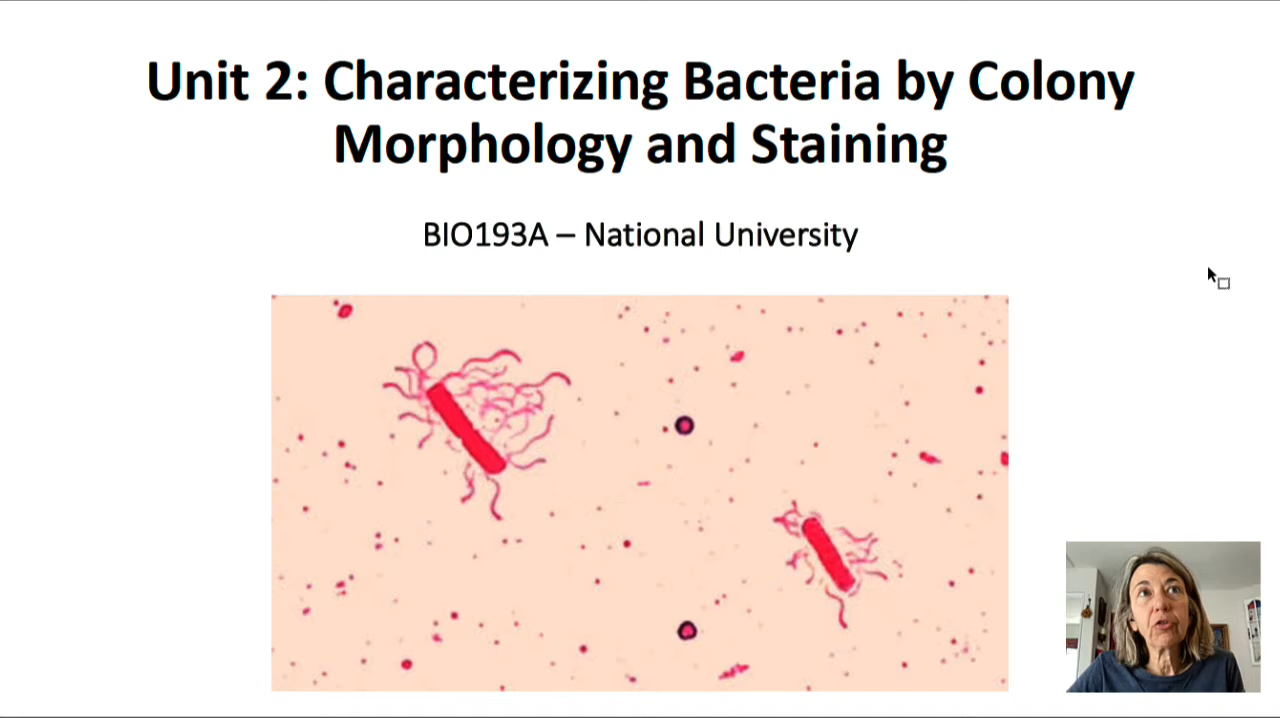 Unit 2: Characterizing Bacteria by Colony
Morphology and Staining
BIO193A – National University